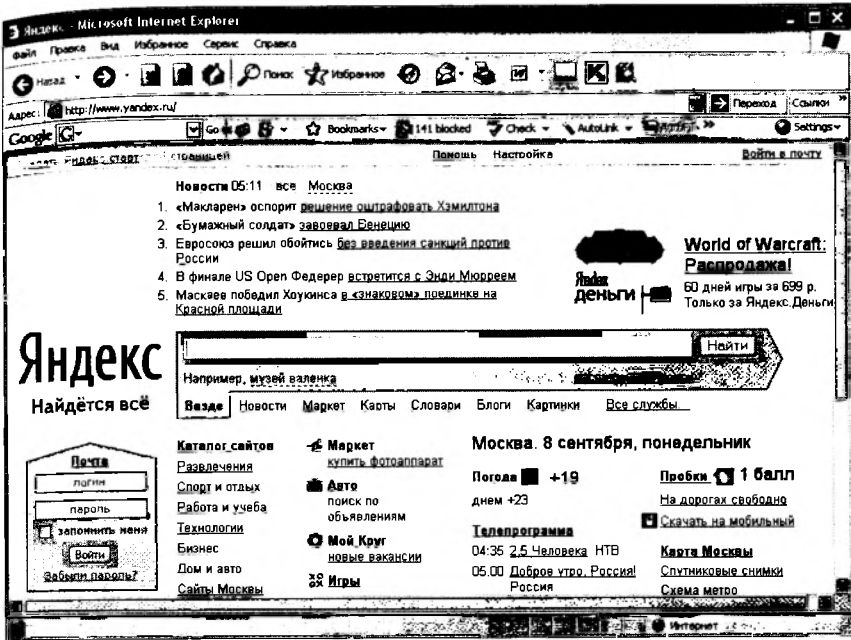 Яндекс - Microsoft Internet Explorer
Файл Правка Вид Избранное Сервис Справка
Назад Поиск Избранное
Адрес: http://www.yandex.ru/ Переход Ссылки »
Google G Go Bookmarks 141 blocked Check AutoLink » Settings
Яндекс старт страницей Помощь Настройка Войти в почту
Новости 05:11 все Москва
1. «Макларен» оспорит решение оштрафовать Хэмилтона
2. «Бумажный солдат» завоевал Венецию
3. Евросоюз решил обойтись без введения санкций против
России
4. В финале US Open Федерер встретится с Энди Мюрреем
5. Маскаев победил Хоукинса в «знаковом» поединке на
Красной площади
Яндекс деньги
World of Warcraft:
Распродажа!
60 дней игры за 699 р.
Только за Яндекс.Деньги
Яндекс
Найдётся всё
Найти
Например, музей валенка
Везде Новости Маркет Карты Словари Блоги Картинки Все службы...
Почта
логин
пароль
запомнить меня
Войти
Забыли пароль?
Каталог сайтов
Развлечения
Спорт и отдых
Работа и учеба
Технологии
Бизнес
Дом и авто
Сайты Москвы
Маркет
купить фотоаппарат
Авто
поиск по
объявлениям
Мой Круг
новые вакансии
Игры
Москва. 8 сентября, понедельник
Погода +19
днем +23
Телепрограмма
04:35 2,5 Человека НТВ
05:00 Доброе утро, Россия!
Россия
Пробки 1 балл
На дорогах свободно
Скачать на мобильный
Карта Москвы
Спутниковые снимки
Схема метро
Интернет